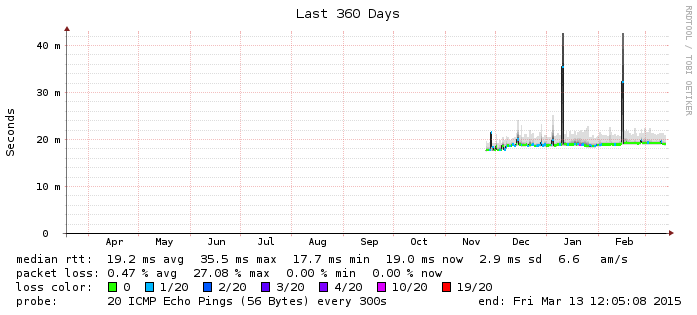 Last 360 Days
RRDTOOL / TOBI OETIKER
Seconds
40 m
30 m
20 m
10 m
0
Apr May Jun Jul Aug Sep Oct Nov Dec Jan Feb
median rtt: 19.2 ms avg 35.5 ms max 17.7 ms min 19.0 ms now 2.9 ms sd 6.6 am/s
packet loss: 0.47 % avg 27.08 % max 0.00 % min 0.00 % now
loss color: 0 1/20 2/20 3/20 4/20 10/20 19/20
probe: 20 ICMP Echo Pings (56 Bytes) every 300s end: Fri Mar 13 12:05:08 2015